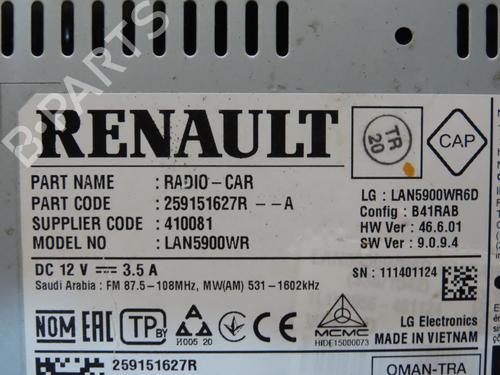 B-PARTS
RENAULT
TR
20
CAP
PART NAME : RADIO-CAR
PART CODE : 259151627R --A
SUPPLIER CODE : 410081
MODEL NO : LAN5900WR
LG : LAN5900WR6D
Config : B41RAB
HW Ver : 46.6.01
SW Ver : 9.0.9.4
DC 12 V 3.5 A
Saudi Arabia : FM 87.5-108MHz, MW(AM) 531-1602kHz
S/N : 111401124
NOM EAC TP BY
И005 20
MCMC
HIDE15000073
LG Electronics
MADE IN VIETNAM
259151627R
OMAN-TRA